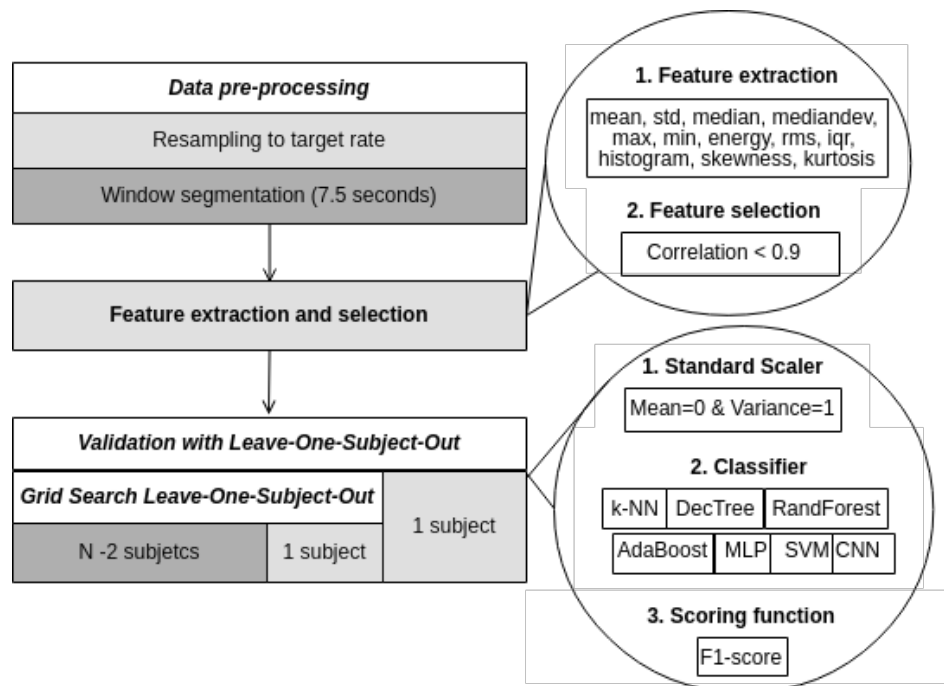 Data pre-processing
Resampling to target rate
Window segmentation (7.5 seconds)
Feature extraction and selection
Validation with Leave-One-Subject-Out
Grid Search Leave-One-Subject-Out
N -2 subjetcs
1 subject
1 subject
1. Feature extraction
mean, std, median, mediandev,
max, min, energy, rms, iqr,
histogram, skewness, kurtosis
2. Feature selection
Correlation < 0.9
1. Standard Scaler
Mean=0 & Variance=1
2. Classifier
k-NN DecTree RandForest
AdaBoost MLP SVM CNN
3. Scoring function
F1-score